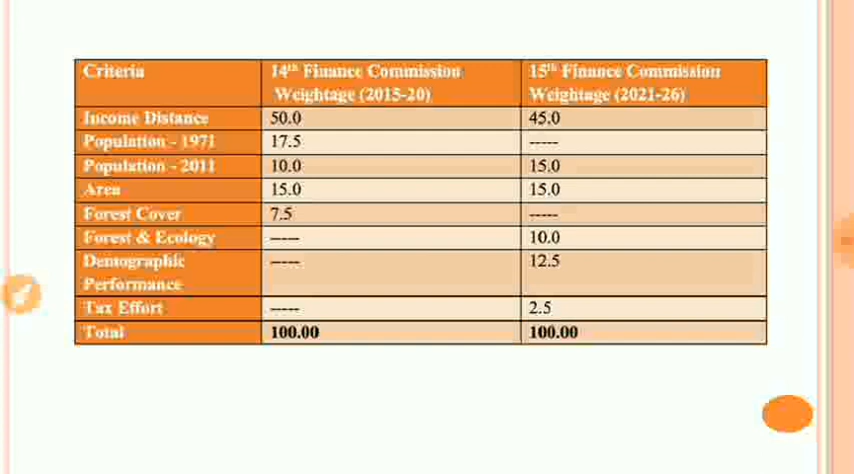 Criteria 14th Finance Commission 15th Finance Commission
Weightage (2015-20) Weightage (2021-26)
Income Distance 50.0 45.0
Population - 1971 17.5 -----
Population - 2011 10.0 15.0
Area 15.0 15.0
Forest Cover 7.5 -----
Forest & Ecology ----- 10.0
Demographic ----- 12.5
Performance
Tax Effort ----- 2.5
Total 100.00 100.00